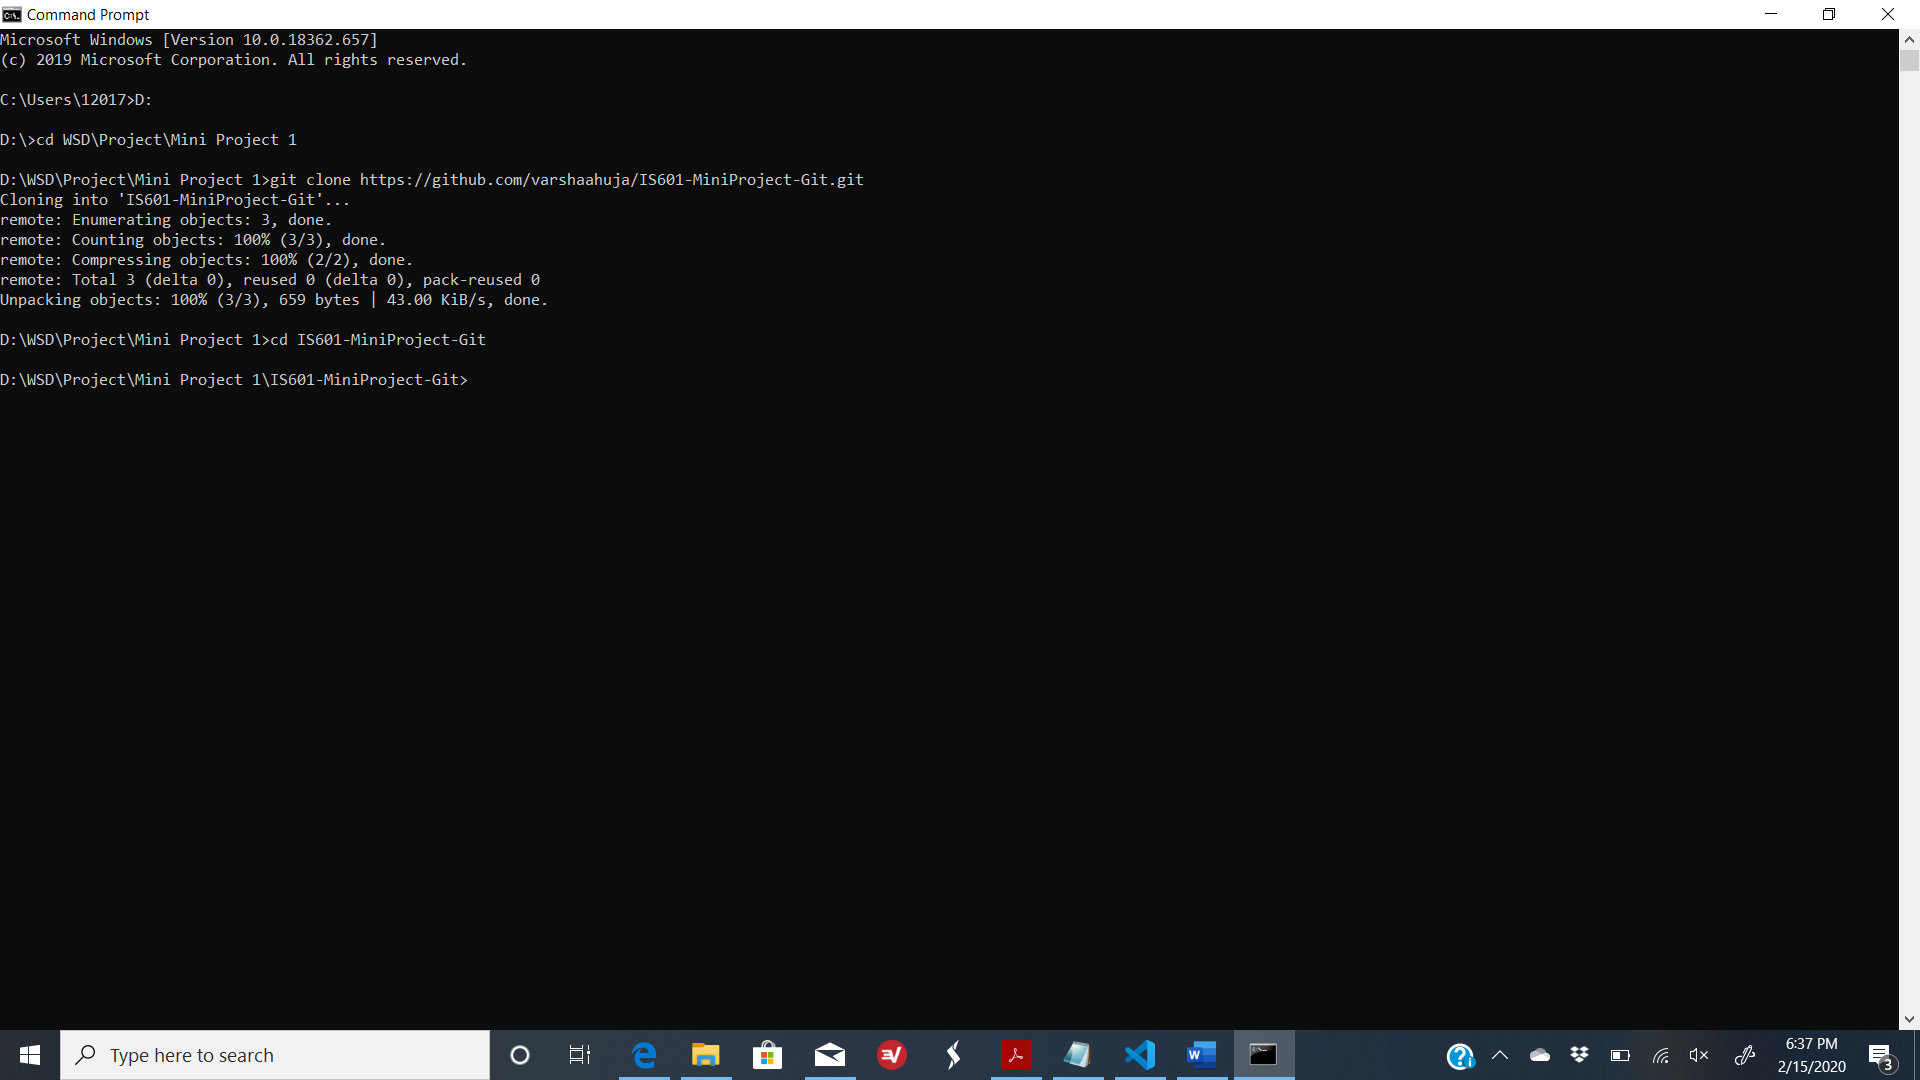 Command Prompt
Microsoft Windows [Version 10.0.18362.657]
(c) 2019 Microsoft Corporation. All rights reserved.
C:\Users\12017>D:
D:\>cd WSD\Project\Mini Project 1
D:\WSD\Project\Mini Project 1>git clone https://github.com/varshaahuja/IS601-MiniProject-Git.git
Cloning into 'IS601-MiniProject-Git'...
remote: Enumerating objects: 3, done.
remote: Counting objects: 100% (3/3), done.
remote: Compressing objects: 100% (2/2), done.
remote: Total 3 (delta 0), reused 0 (delta 0), pack-reused 0
Unpacking objects: 100% (3/3), 659 bytes | 43.00 KiB/s, done.
D:\WSD\Project\Mini Project 1>cd IS601-MiniProject-Git
D:\WSD\Project\Mini Project 1\IS601-MiniProject-Git>
Type here to search
6:37 PM
2/15/2020
3